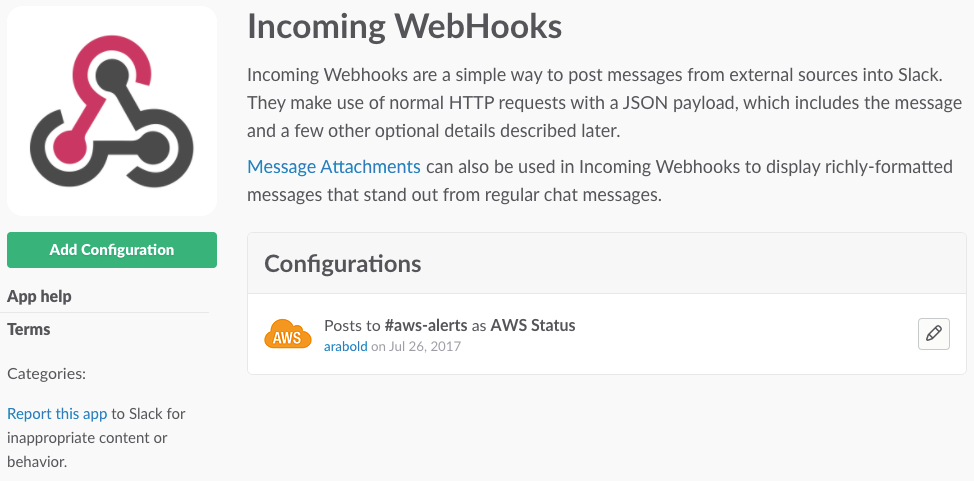 Incoming WebHooks
Incoming Webhooks are a simple way to post messages from external sources into Slack.
They make use of normal HTTP requests with a JSON payload, which includes the message
and a few other optional details described later.
Message Attachments can also be used in Incoming Webhooks to display richly-formatted
messages that stand out from regular chat messages.
Add Configuration
App help
Terms
Categories:
Report this app to Slack for
inappropriate content or
behavior.
Configurations
AWS
Posts to #aws-alerts as AWS Status
arabold on Jul 26, 2017